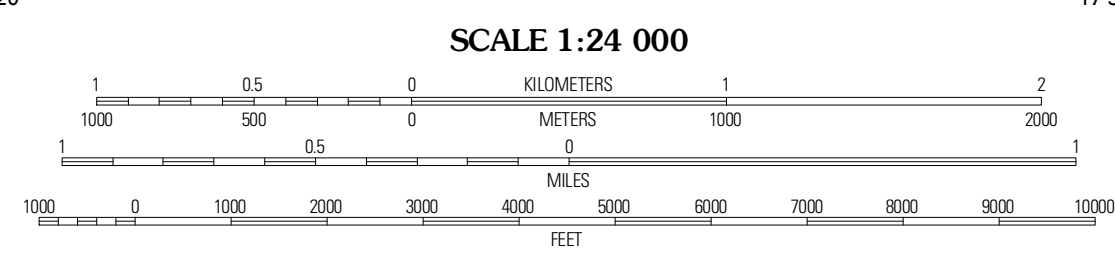 SCALE 1:24 000
1 0.5 0 KILOMETERS 1 2
1000 500 0 METERS 1000 2000
1 0.5 0 1
MILES
1000 0 1000 2000 3000 4000 5000 6000 7000 8000 9000 10000
FEET